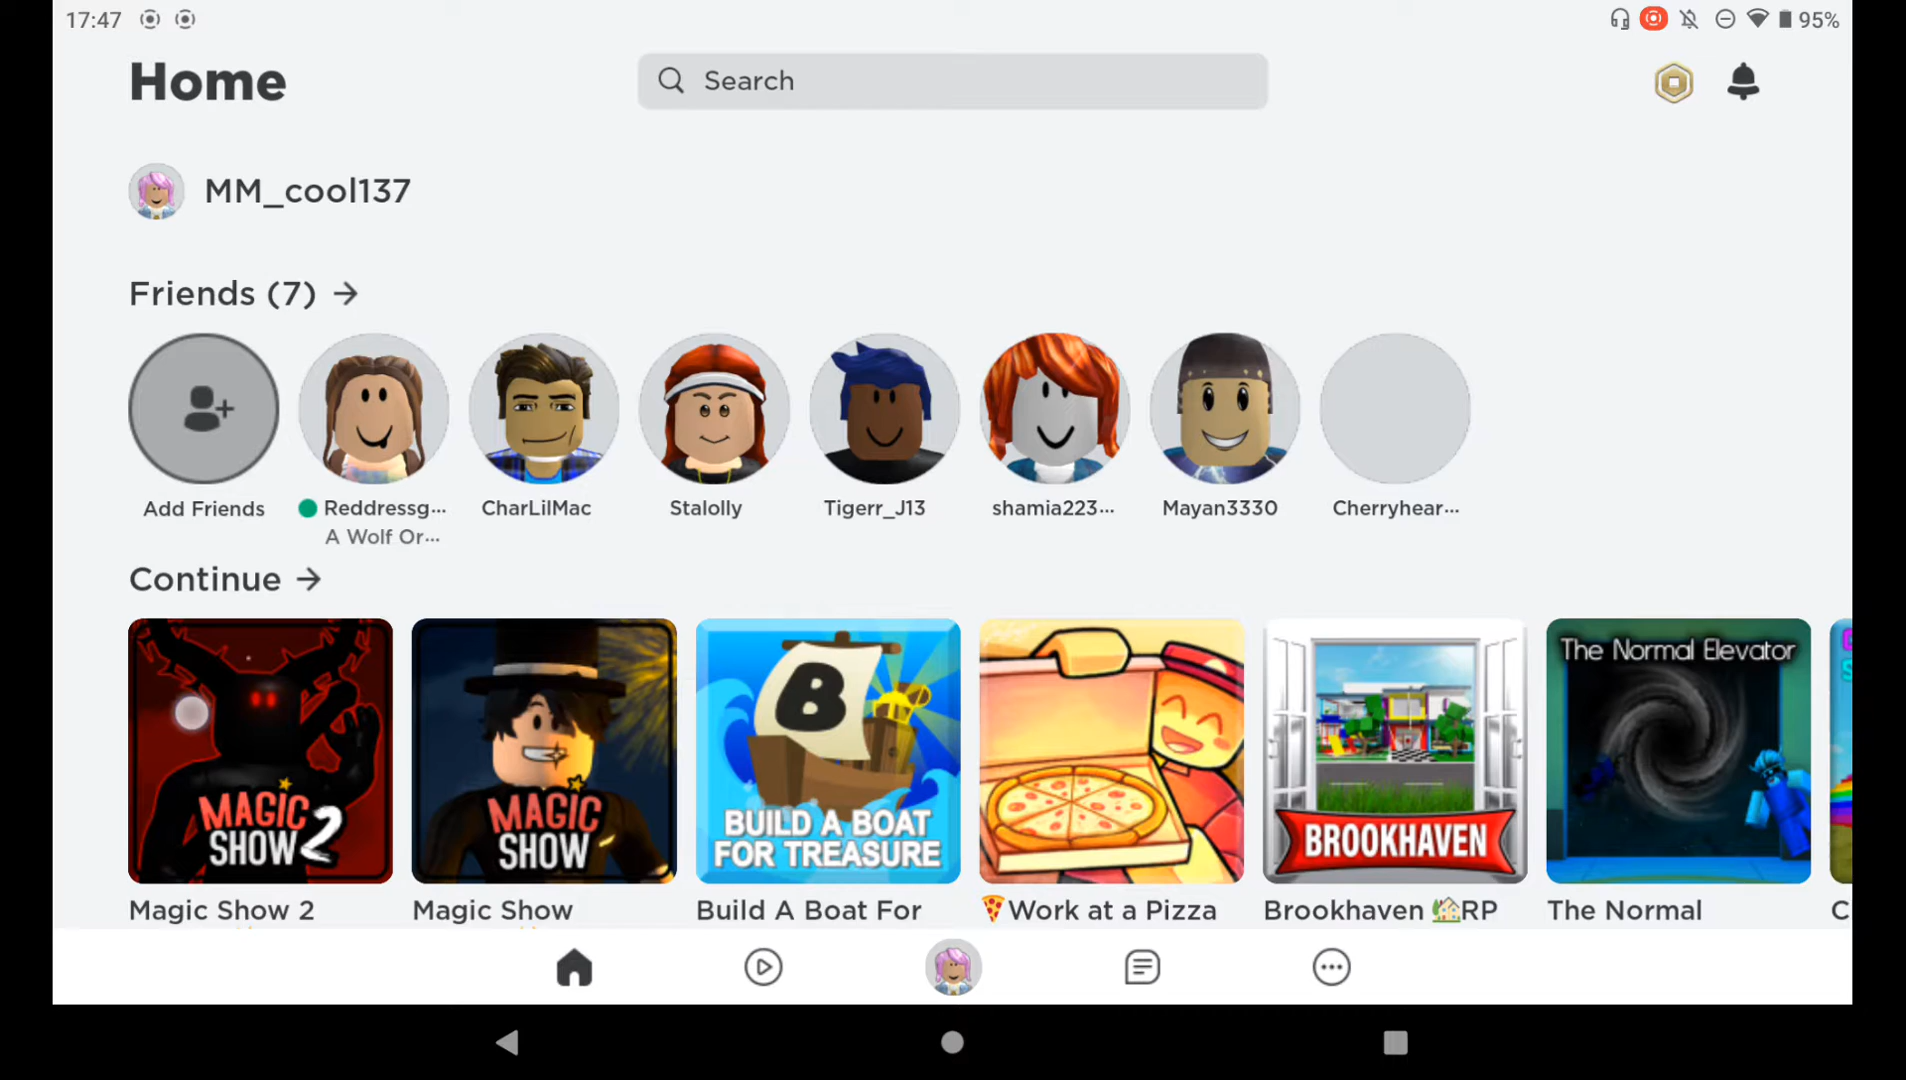 17:47
95%
Home
Search
MM_cool137
Friends (7)
Add Friends
Reddressg...
CharLilMac
Stalolly
Tigerr_J13
shamia223...
Mayan3330
Cherryhear...
A Wolf Or...
Continue
MAGIC
SHOW 2
MAGIC
SHOW
B
BUILD A BOAT
FOR TREASURE
BROOKHAVEN
The Normal Elevator
Magic Show 2
Magic Show
Build A Boat For
🍕Work at a Pizza
Brookhaven 🏡RP
The Normal
C